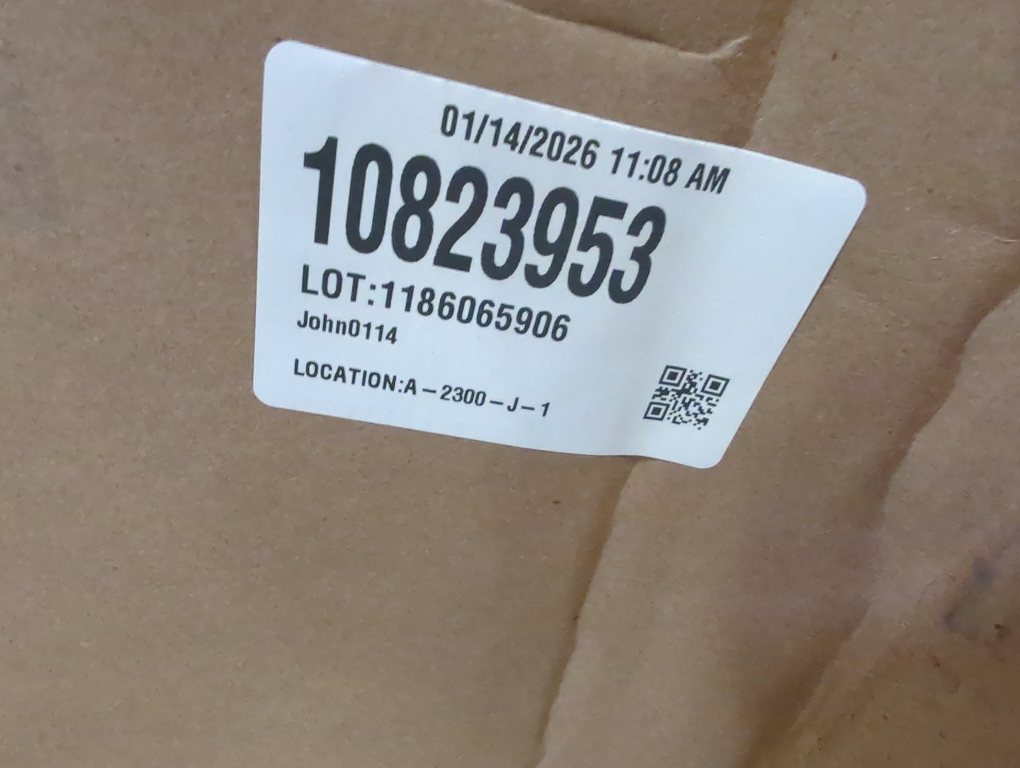 01/14/2026 11:08 AM
10823953
LOT:1186065906
John0114
LOCATION:A-2300-J-1